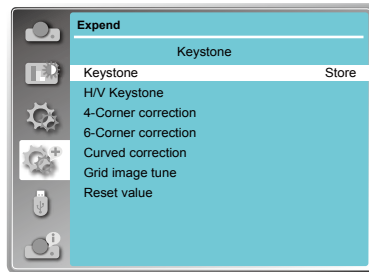 Expend
Keystone
Keystone Store
H/V Keystone
4-Corner correction
6-Corner correction
Curved correction
Grid image tune
Reset value